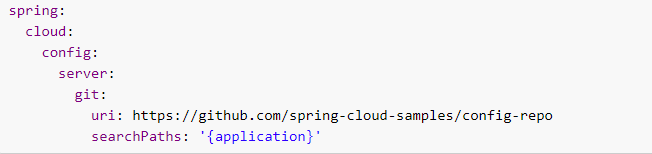 spring:
  cloud:
    config:
      server:
        git:
          uri: https://github.com/spring-cloud-samples/config-repo
          searchPaths: '{application}'